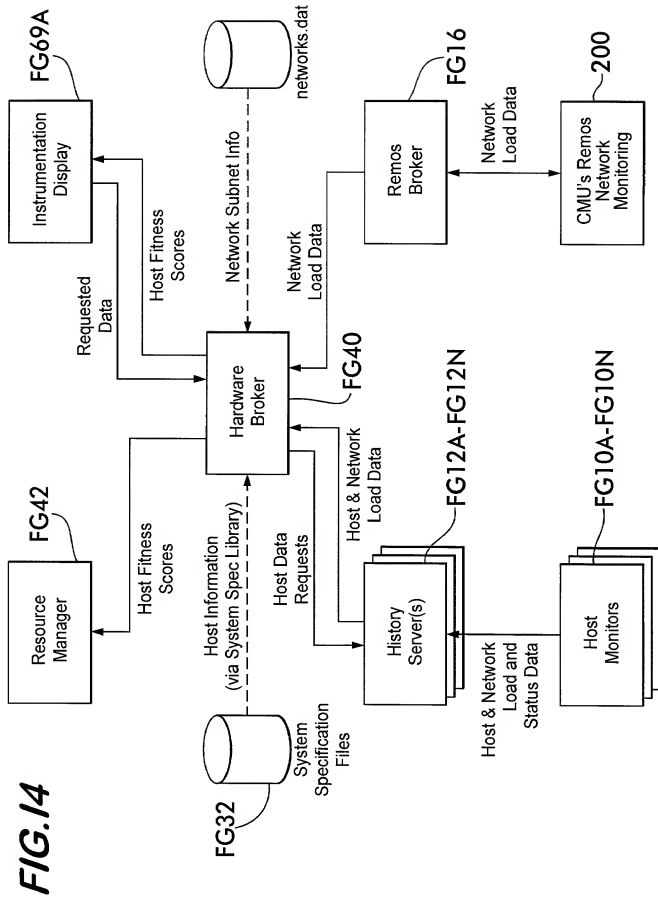 FIG.14
FG42
Resource
Manager
FG69A
Instrumentation
Display
Host Fitness
Scores
Requested
Data
Host Fitness
Scores
FG32
System
Specification
Files
Host Information
(via System Spec Library)
Hardware
Broker
FG40
Network Subnet Info
networks.dat
Host Data
Requests
Host & Network
Load Data
Network
Load Data
History
Server(s)
FG12A-FG12N
Remos
Broker
FG16
Host & Network
Load and
Status Data
Network
Load Data
Host
Monitors
FG10A-FG10N
CMU's Remos
Network
Monitoring
200